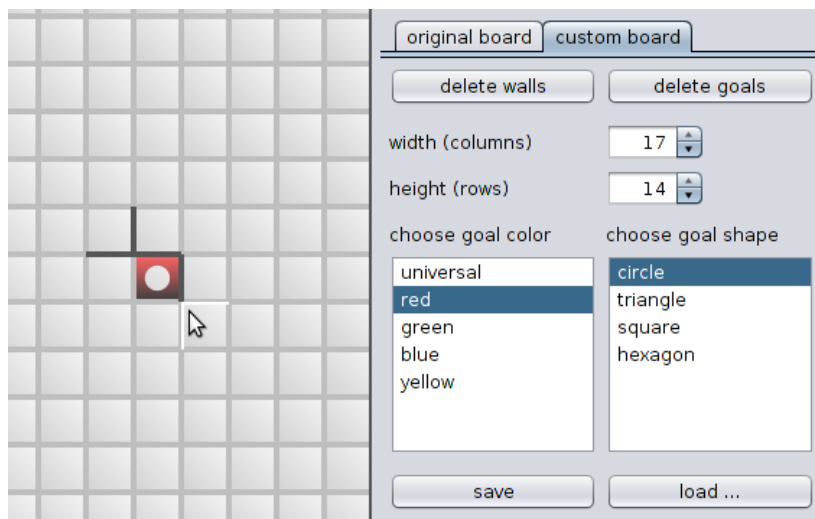 original board custom board
delete walls delete goals
width (columns) 17
height (rows) 14
choose goal color choose goal shape
universal circle
red triangle
green square
blue hexagon
yellow
save load ...